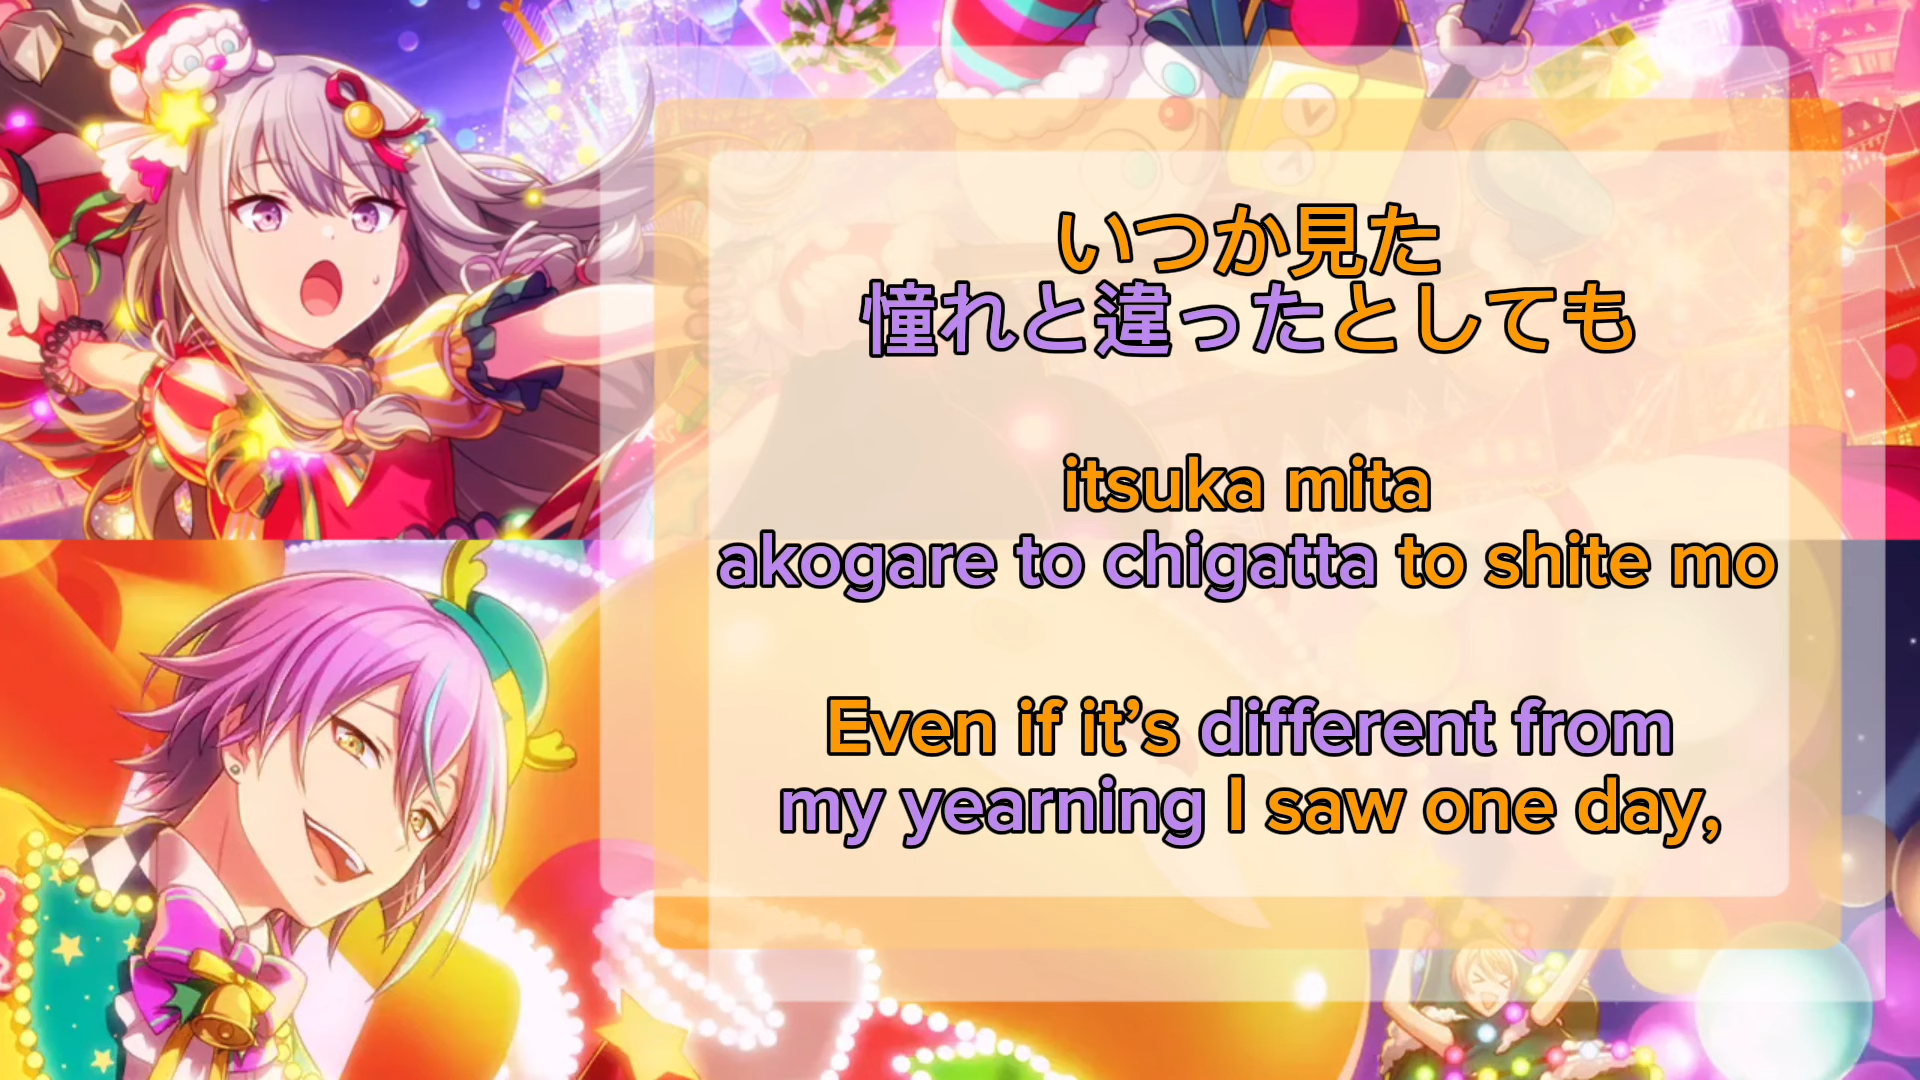 いつか見た
憧れと違ったとしても
itsuka mita
akogare to chigatta to shite mo
Even if it’s different from
my yearning I saw one day,